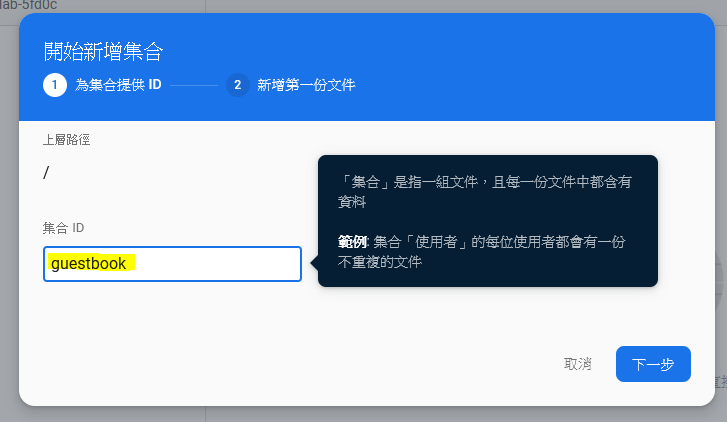 lab-5fd0c
開始新增集合
1 為集合提供 ID 2 新增第一份文件
上層路徑
/
「集合」是指一組文件，且每一份文件中都含有
資料
範例: 集合「使用者」的每位使用者都會有一份
不重複的文件
集合 ID
guestbook
取消 下一步